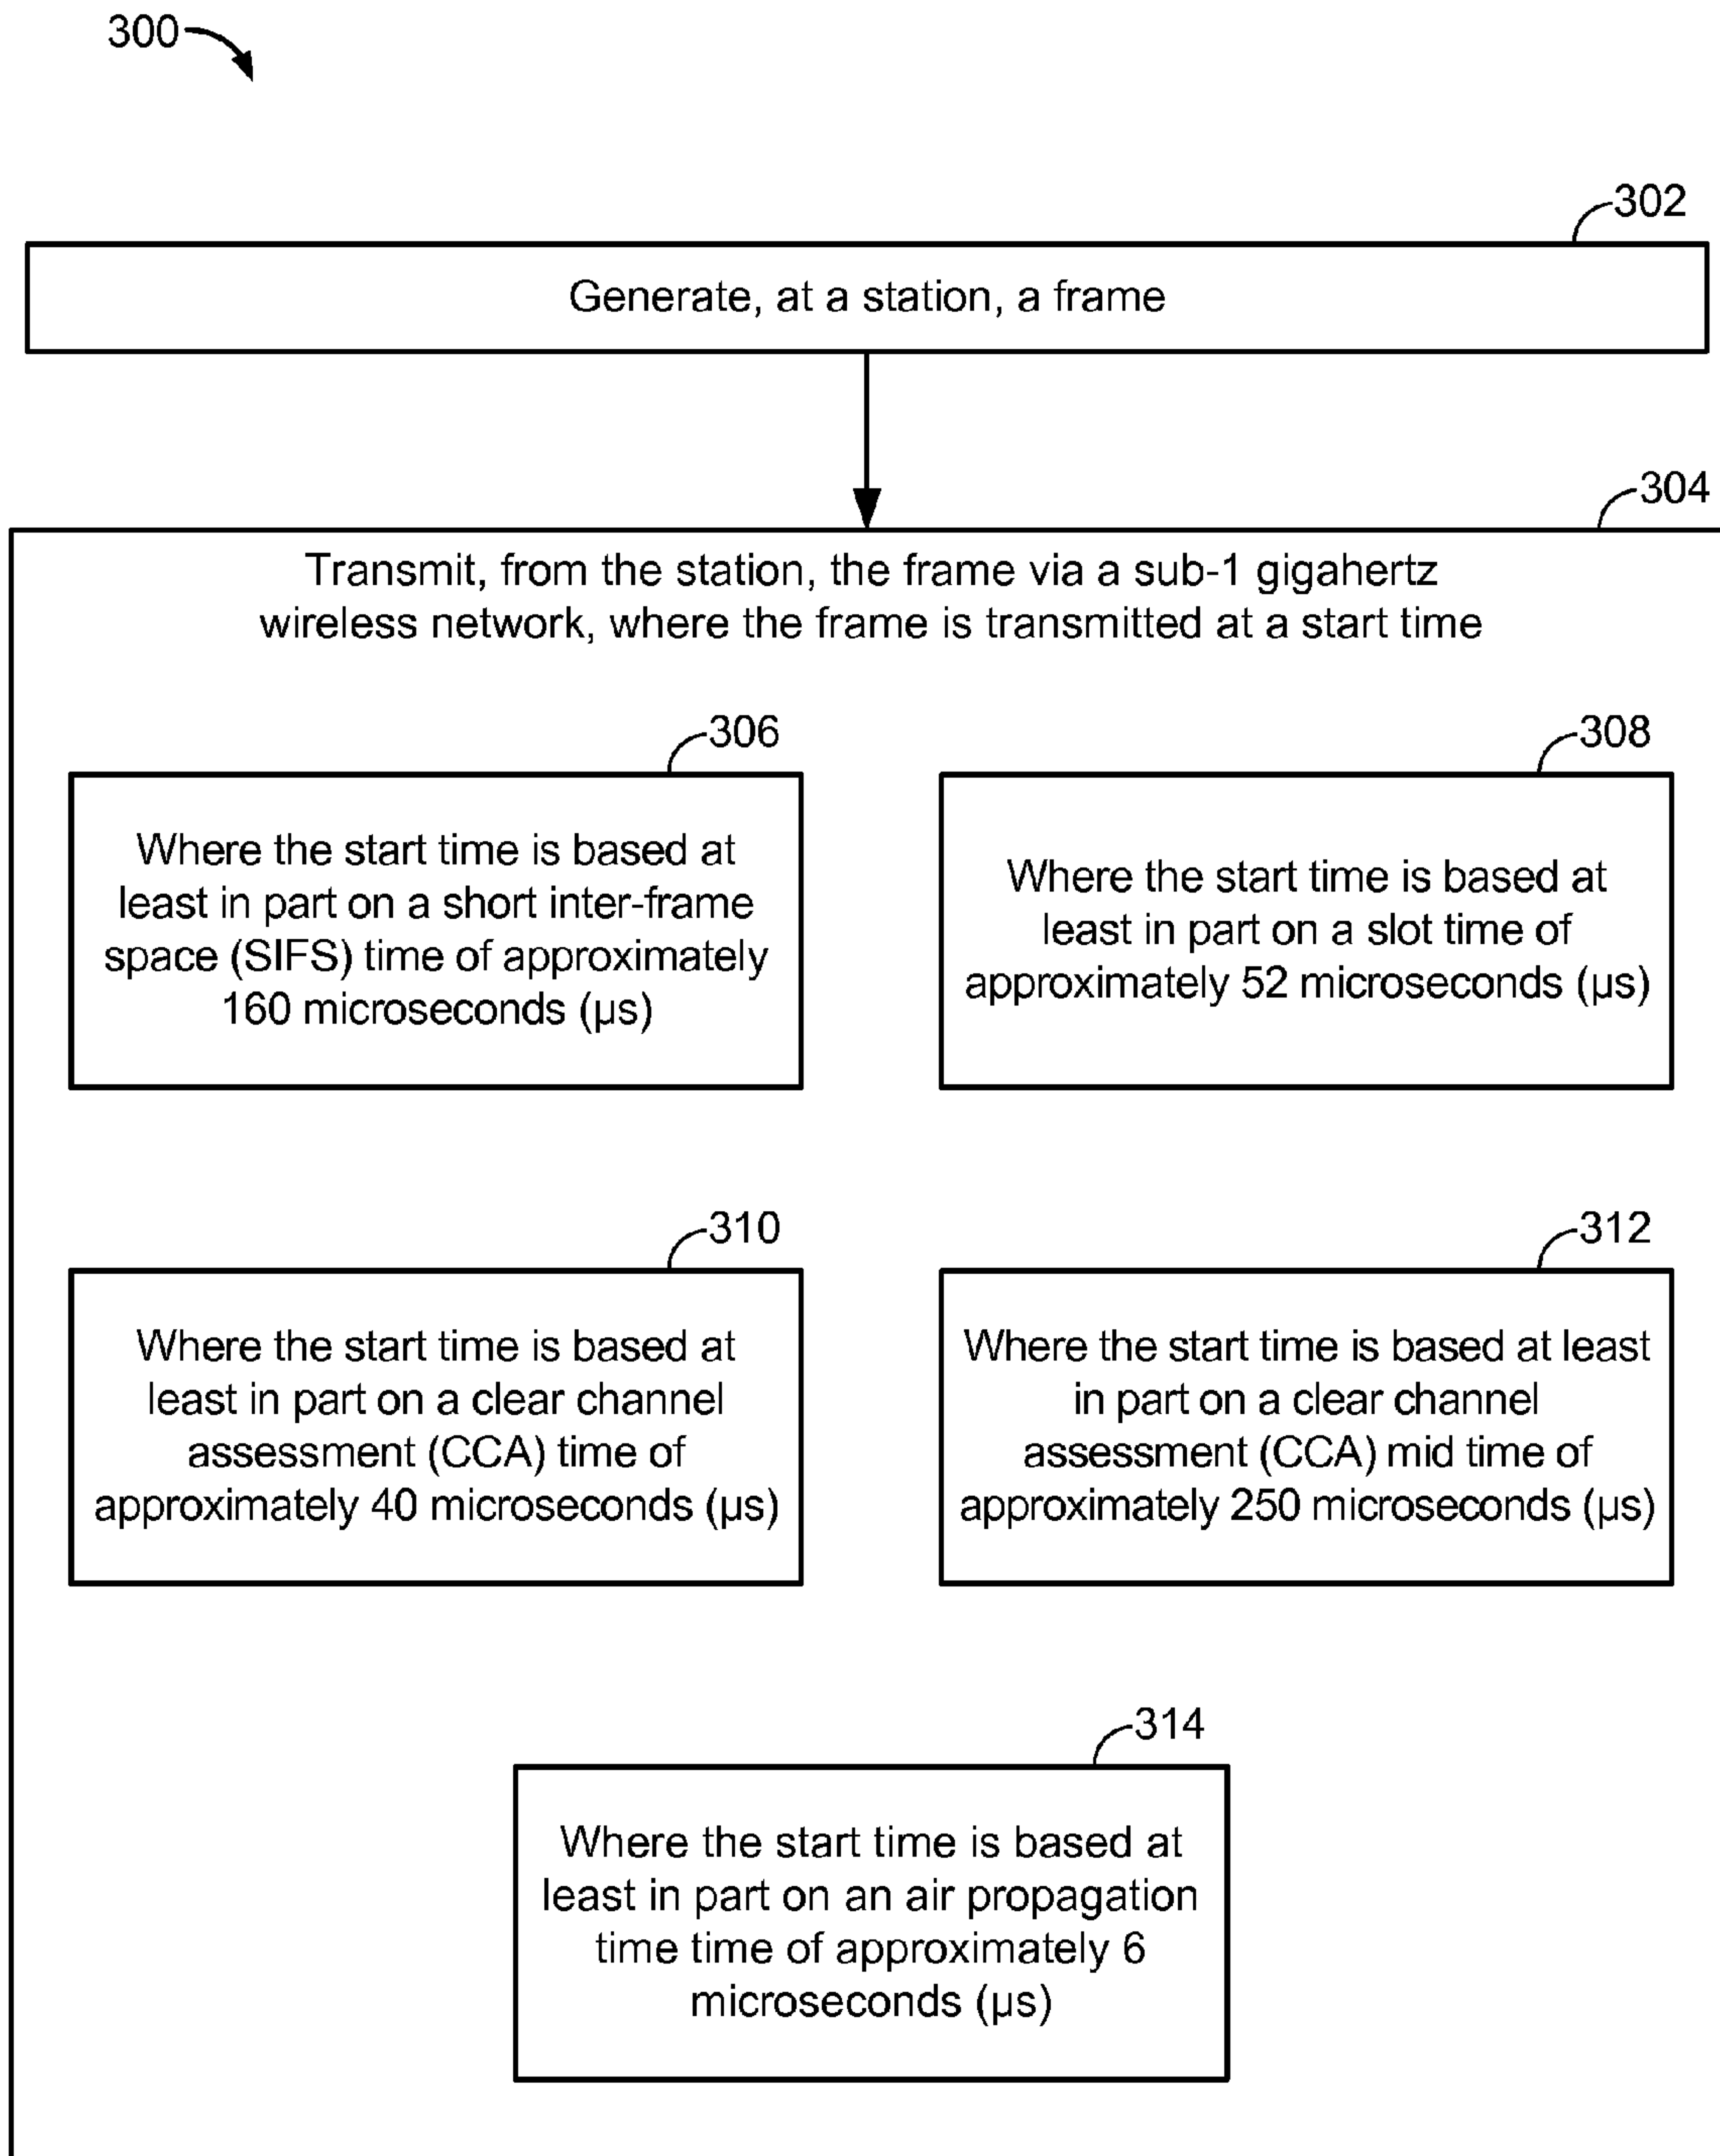 300
302
Generate, at a station, a frame
304
Transmit, from the station, the frame via a sub-1 gigahertz
wireless network, where the frame is transmitted at a start time
306
Where the start time is based at
least in part on a short inter-frame
space (SIFS) time of approximately
160 microseconds (µs)
308
Where the start time is based at
least in part on a slot time of
approximately 52 microseconds (µs)
310
Where the start time is based at
least in part on a clear channel
assessment (CCA) time of
approximately 40 microseconds (µs)
312
Where the start time is based at least
in part on a clear channel
assessment (CCA) mid time of
approximately 250 microseconds (µs)
314
Where the start time is based at
least in part on an air propagation
time time of approximately 6
microseconds (µs)